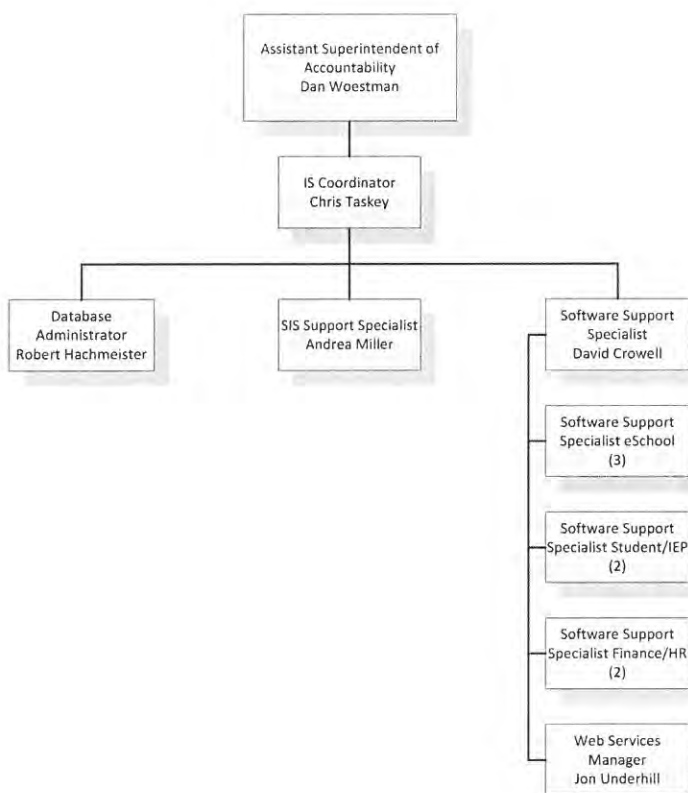 Assistant Superintendent of
Accountability
Dan Woestman
IS Coordinator
Chris Taskey
Database
Administrator
Robert Hachmeister
SIS Support Specialist
Andrea Miller
Software Support
Specialist
David Crowell
Software Support
Specialist eSchool
(3)
Software Support
Specialist Student/IEP
(2)
Software Support
Specialist Finance/HR
(2)
Web Services
Manager
Jon Underhill